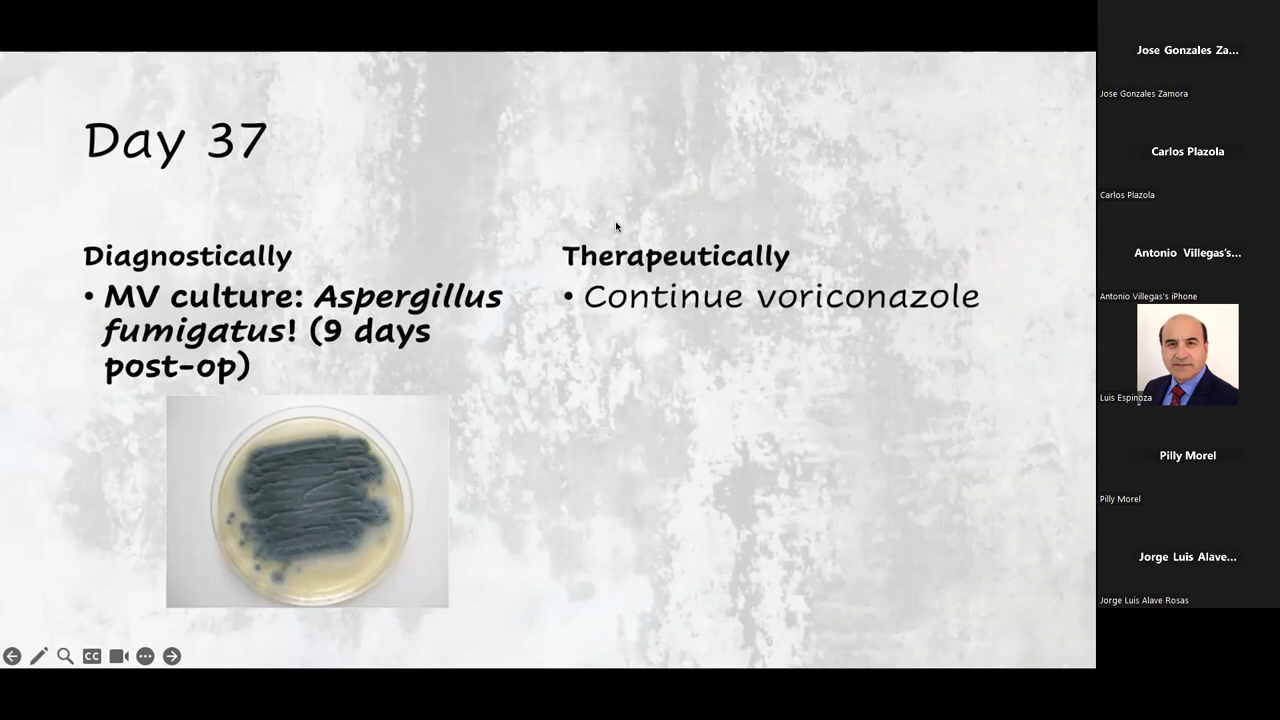 Day 37
Diagnostically
• MV culture: Aspergillus
fumigatus! (9 days
post-op)
Therapeutically
• Continue voriconazole
CC
Jose Gonzales Za...
Jose Gonzales Zamora
Carlos Plazola
Carlos Plazola
Antonio Villegas's...
Antonio Villegas's iPhone
Luis Espinoza
Pilly Morel
Pilly Morel
Jorge Luis Alave...
Jorge Luis Alave Rosas